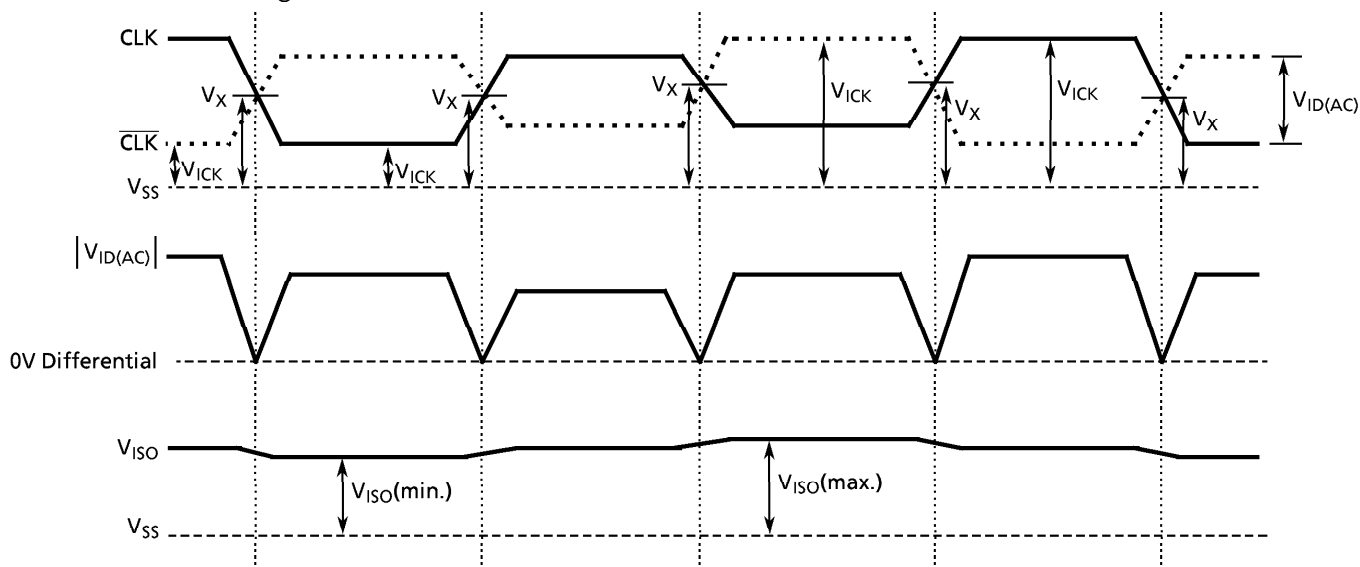 CLK
V_X
V_X
V_X
V_ICK
V_X
V_ICK
V_X
V_ID(AC)
C̅L̅K̅
V_ICK
V_ICK
V_SS
|V_ID(AC)|
0V Differential
V_ISO
V_ISO(min.)
V_ISO(max.)
V_SS